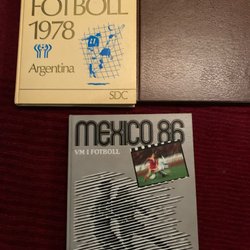 FOTBOLL
1978
Argentina
SDC
MEXICO 86
VM I FOTBOLL